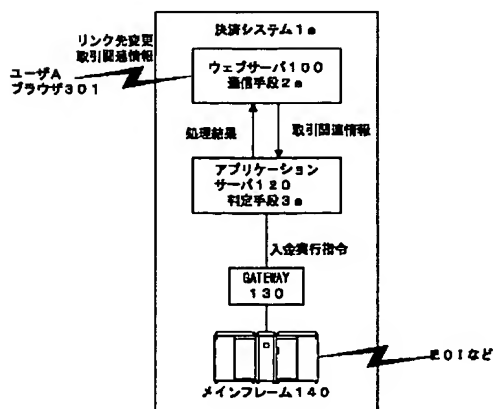 リンク先変更
取引関連情報
ユーザA
ブラウザ301
決済システム1a
ウェブサーバ100
通信手段2a
処理結果
取引関連情報
アプリケーション
サーバ120
判定手段3a
入金実行指令
GATEWAY
130
メインフレーム140
EDIなど